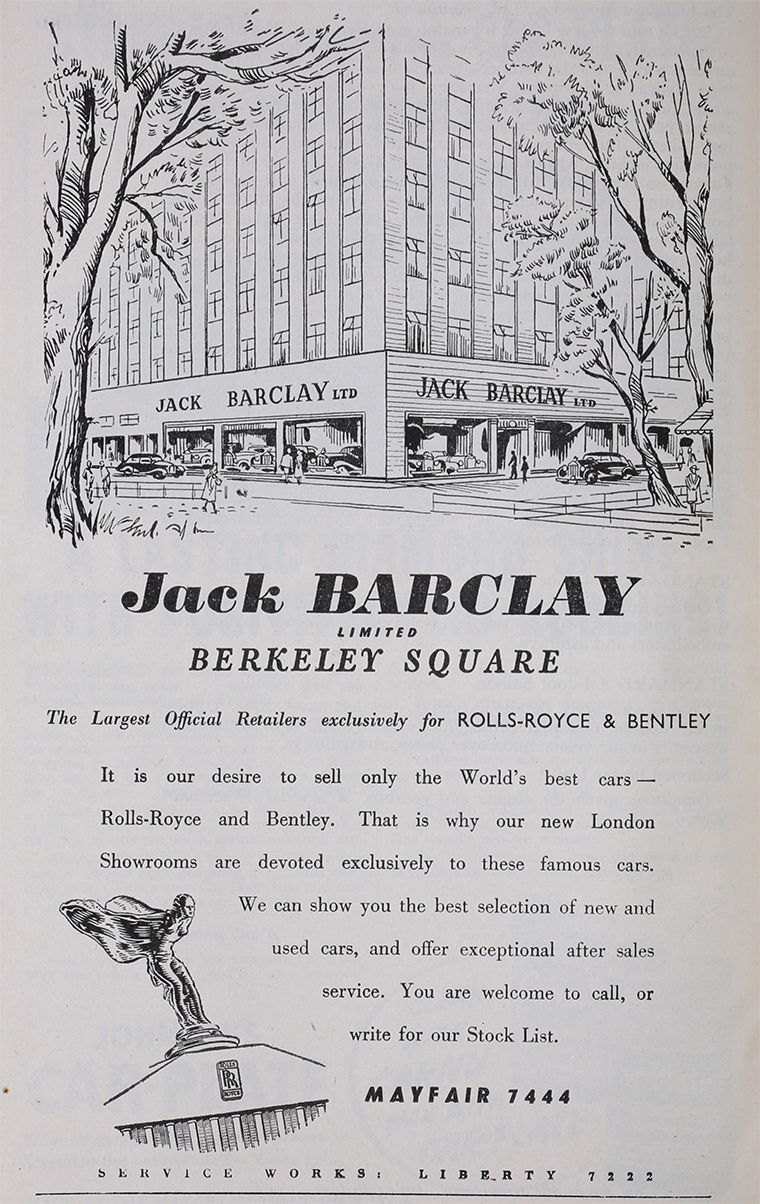 JACK BARCLAY LTD
JACK BARCLAY LTD
Jack BARCLAY
LIMITED
BERKELEY SQUARE
The Largest Official Retailers exclusively for ROLLS-ROYCE & BENTLEY
It is our desire to sell only the World's best cars —
Rolls-Royce and Bentley. That is why our new London
Showrooms are devoted exclusively to these famous cars.
We can show you the best selection of new and
used cars, and offer exceptional after sales
service. You are welcome to call, or
write for our Stock List.
ROLLS
RR
ROYCE
MAYFAIR 7444
SERVICE WORKS: LIBERTY 7222